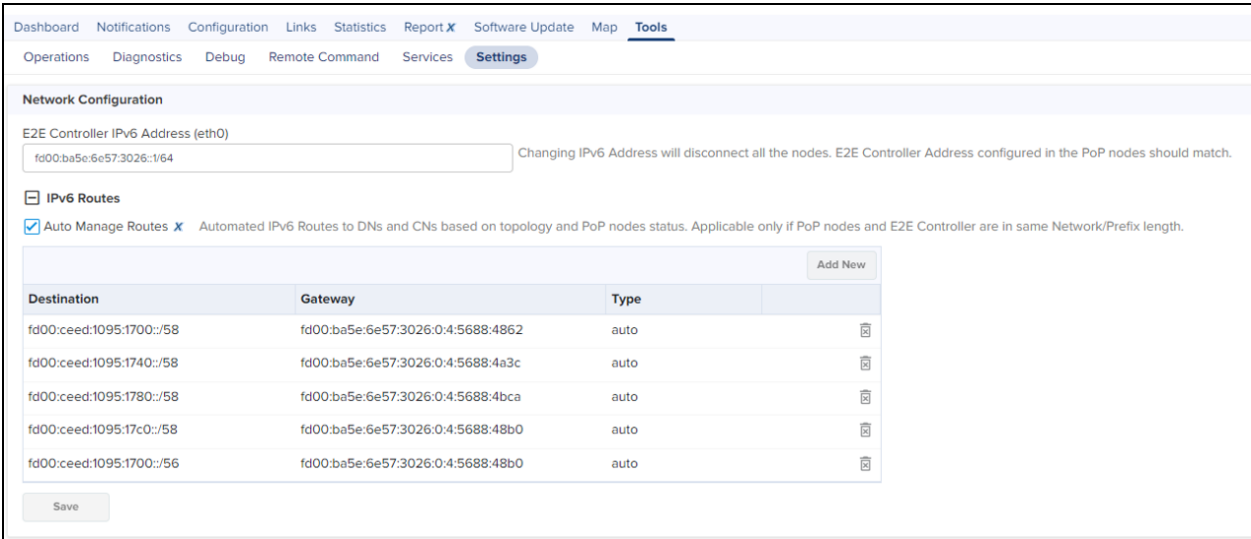 Dashboard Notifications Configuration Links Statistics Report X Software Update Map Tools
Operations Diagnostics Debug Remote Command Services Settings
Network Configuration
E2E Controller IPv6 Address (eth0)
fd00:ba5e:6e57:3026::1/64 Changing IPv6 Address will disconnect all the nodes. E2E Controller Address configured in the PoP nodes should match.
IPv6 Routes
Auto Manage Routes X Automated IPv6 Routes to DNs and CNs based on topology and PoP nodes status. Applicable only if PoP nodes and E2E Controller are in same Network/Prefix length.
Add New
Destination Gateway Type
fd00:ceed:1095:1700::/58 fd00:ba5e:6e57:3026:0:4:5688:4862 auto
fd00:ceed:1095:1740::/58 fd00:ba5e:6e57:3026:0:4:5688:4a3c auto
fd00:ceed:1095:1780::/58 fd00:ba5e:6e57:3026:0:4:5688:4bca auto
fd00:ceed:1095:17c0::/58 fd00:ba5e:6e57:3026:0:4:5688:48b0 auto
fd00:ceed:1095:1700::/56 fd00:ba5e:6e57:3026:0:4:5688:48b0 auto
Save